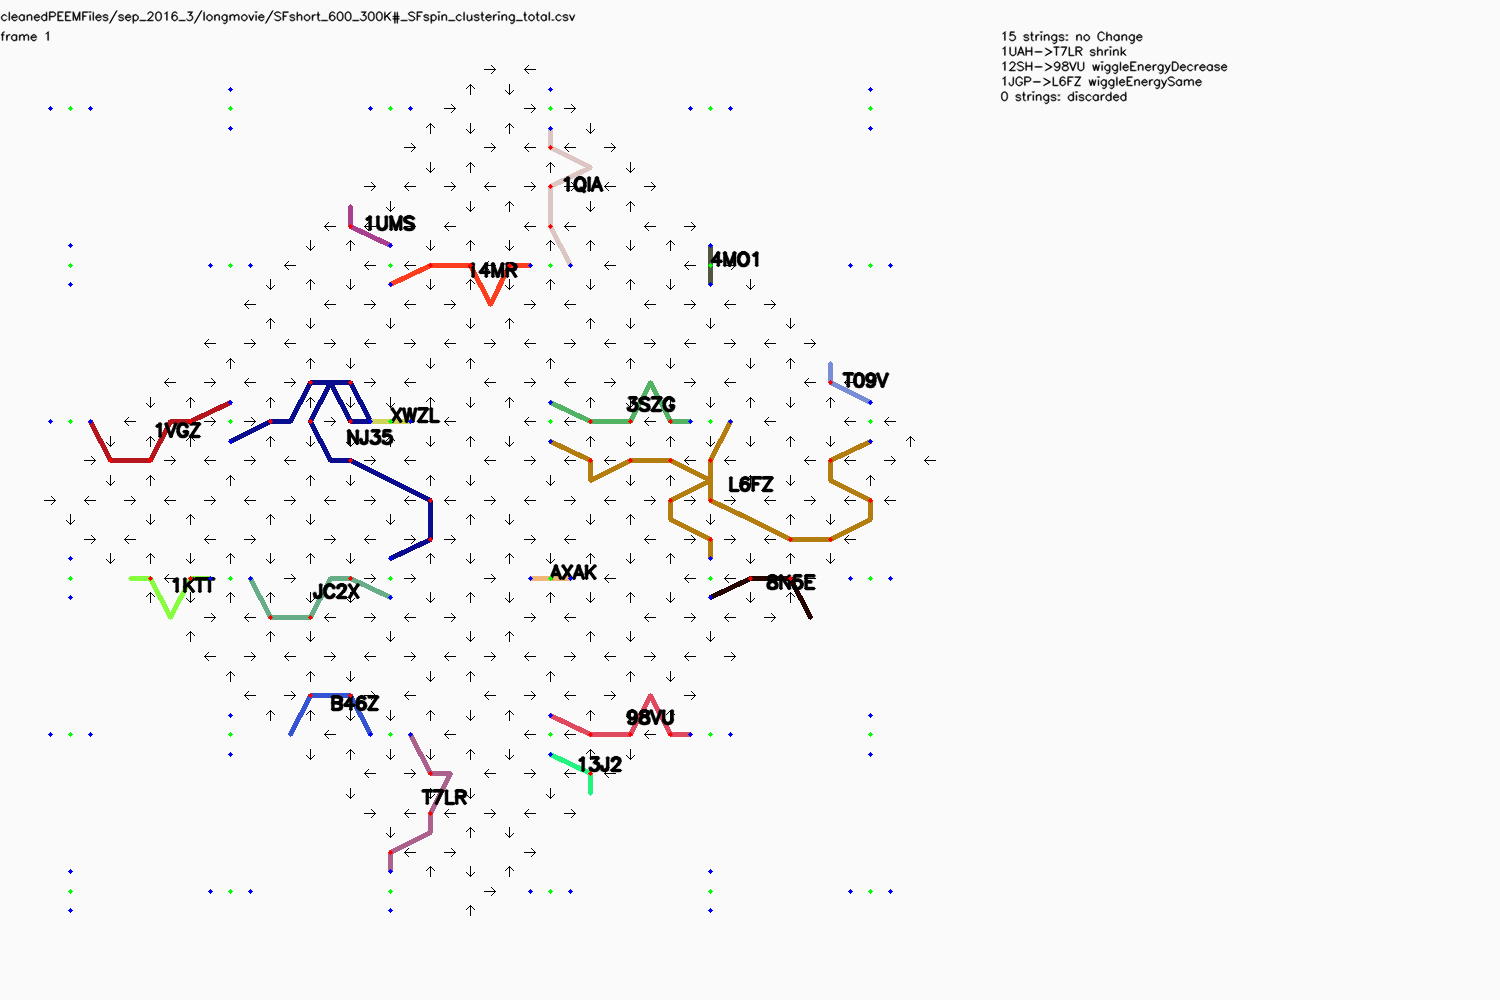 cleanedPEEMFiles/sep_2016_3/longmovie/SFshort_600_300K#_SFspin_clustering_total.csv
frame 1
15 strings: no Change
1UAH->T7LR shrink
12SH->98VU wiggleEnergyDecrease
1JGP->L6FZ wiggleEnergySame
0 strings: discarded
1QIA
1UMS
14MR
4MO1
T09V
3SZG
XWZL
1VGZ
NJ35
L6FZ
AXAK
1KTT
JC2X
8N5E
B46Z
98VU
13J2
T7LR